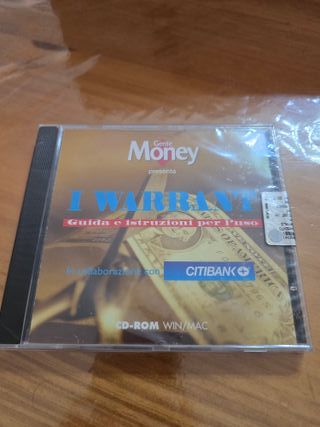 Gente
Money
presenta
I WARRANT
Guida e istruzioni per l'uso
In collaborazione con
CITIBANK
CD-ROM WIN/MAC